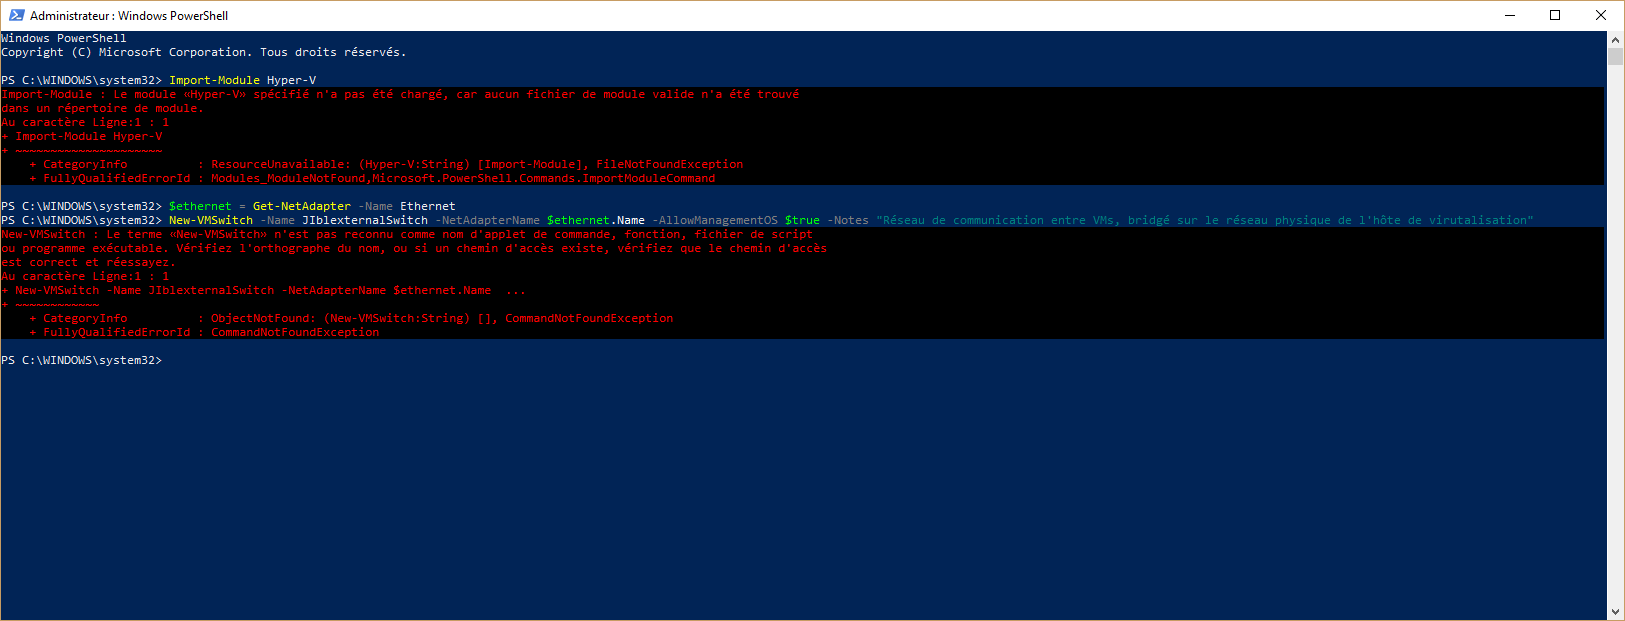 Administrateur : Windows PowerShell
Windows PowerShell
Copyright (C) Microsoft Corporation. Tous droits réservés.
PS C:\WINDOWS\system32> Import-Module Hyper-V
Import-Module : Le module «Hyper-V» spécifié n'a pas été chargé, car aucun fichier de module valide n'a été trouvé
dans un répertoire de module.
Au caractère Ligne:1 : 1
+ Import-Module Hyper-V
+ ~~~~~~~~~~~~~~~~~~~~~
    + CategoryInfo          : ResourceUnavailable: (Hyper-V:String) [Import-Module], FileNotFoundException
    + FullyQualifiedErrorId : Modules_ModuleNotFound,Microsoft.PowerShell.Commands.ImportModuleCommand
PS C:\WINDOWS\system32> $ethernet = Get-NetAdapter -Name Ethernet
PS C:\WINDOWS\system32> New-VMSwitch -Name JIblexternalSwitch -NetAdapterName $ethernet.Name -AllowManagementOS $true -Notes "Réseau de communication entre VMs, bridgé sur le réseau physique de l'hôte de virutalisation"
New-VMSwitch : Le terme «New-VMSwitch» n'est pas reconnu comme nom d'applet de commande, fonction, fichier de script
ou programme exécutable. Vérifiez l'orthographe du nom, ou si un chemin d'accès existe, vérifiez que le chemin d'accès
est correct et réessayez.
Au caractère Ligne:1 : 1
+ New-VMSwitch -Name JIblexternalSwitch -NetAdapterName $ethernet.Name  ...
+ ~~~~~~~~~~~~
    + CategoryInfo          : ObjectNotFound: (New-VMSwitch:String) [], CommandNotFoundException
    + FullyQualifiedErrorId : CommandNotFoundException
PS C:\WINDOWS\system32>